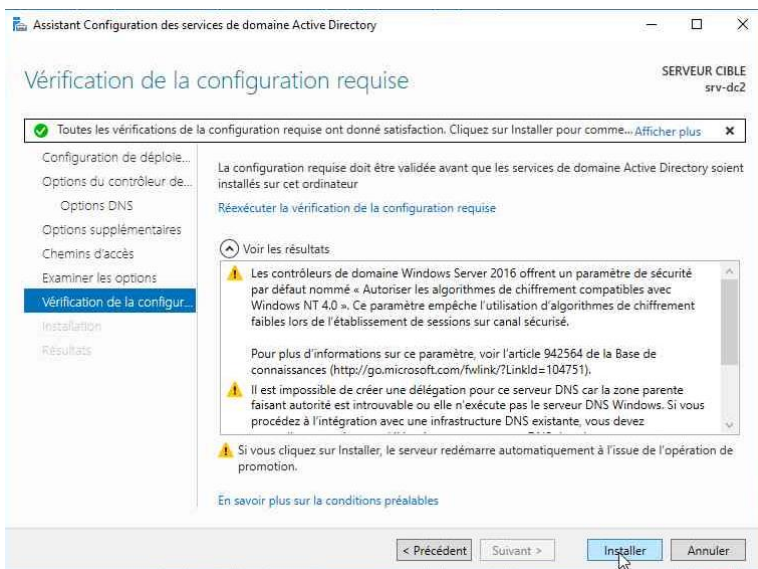 Assistant Configuration des services de domaine Active Directory
Vérification de la configuration requise
SERVEUR CIBLE
srv-dc2
Toutes les vérifications de la configuration requise ont donné satisfaction. Cliquez sur Installer pour comme... Afficher plus
Configuration de déploie...
Options du contrôleur de...
Options DNS
Options supplémentaires
Chemins d'accès
Examiner les options
Vérification de la configur...
Installation
Résultats
La configuration requise doit être validée avant que les services de domaine Active Directory soient
installés sur cet ordinateur
Réexécuter la vérification de la configuration requise
Voir les résultats
Les contrôleurs de domaine Windows Server 2016 offrent un paramètre de sécurité
par défaut nommé « Autoriser les algorithmes de chiffrement compatibles avec
Windows NT 4.0 ». Ce paramètre empêche l'utilisation d'algorithmes de chiffrement
faibles lors de l'établissement de sessions sur canal sécurisé.
Pour plus d'informations sur ce paramètre, voir l'article 942564 de la Base de
connaissances (http://go.microsoft.com/fwlink/?LinkId=104751).
Il est impossible de créer une délégation pour ce serveur DNS car la zone parente
faisant autorité est introuvable ou elle n'exécute pas le serveur DNS Windows. Si vous
procédez à l'intégration avec une infrastructure DNS existante, vous devez
Si vous cliquez sur Installer, le serveur redémarre automatiquement à l'issue de l'opération de
promotion.
En savoir plus sur la conditions préalables
< Précédent
Suivant >
Installer
Annuler